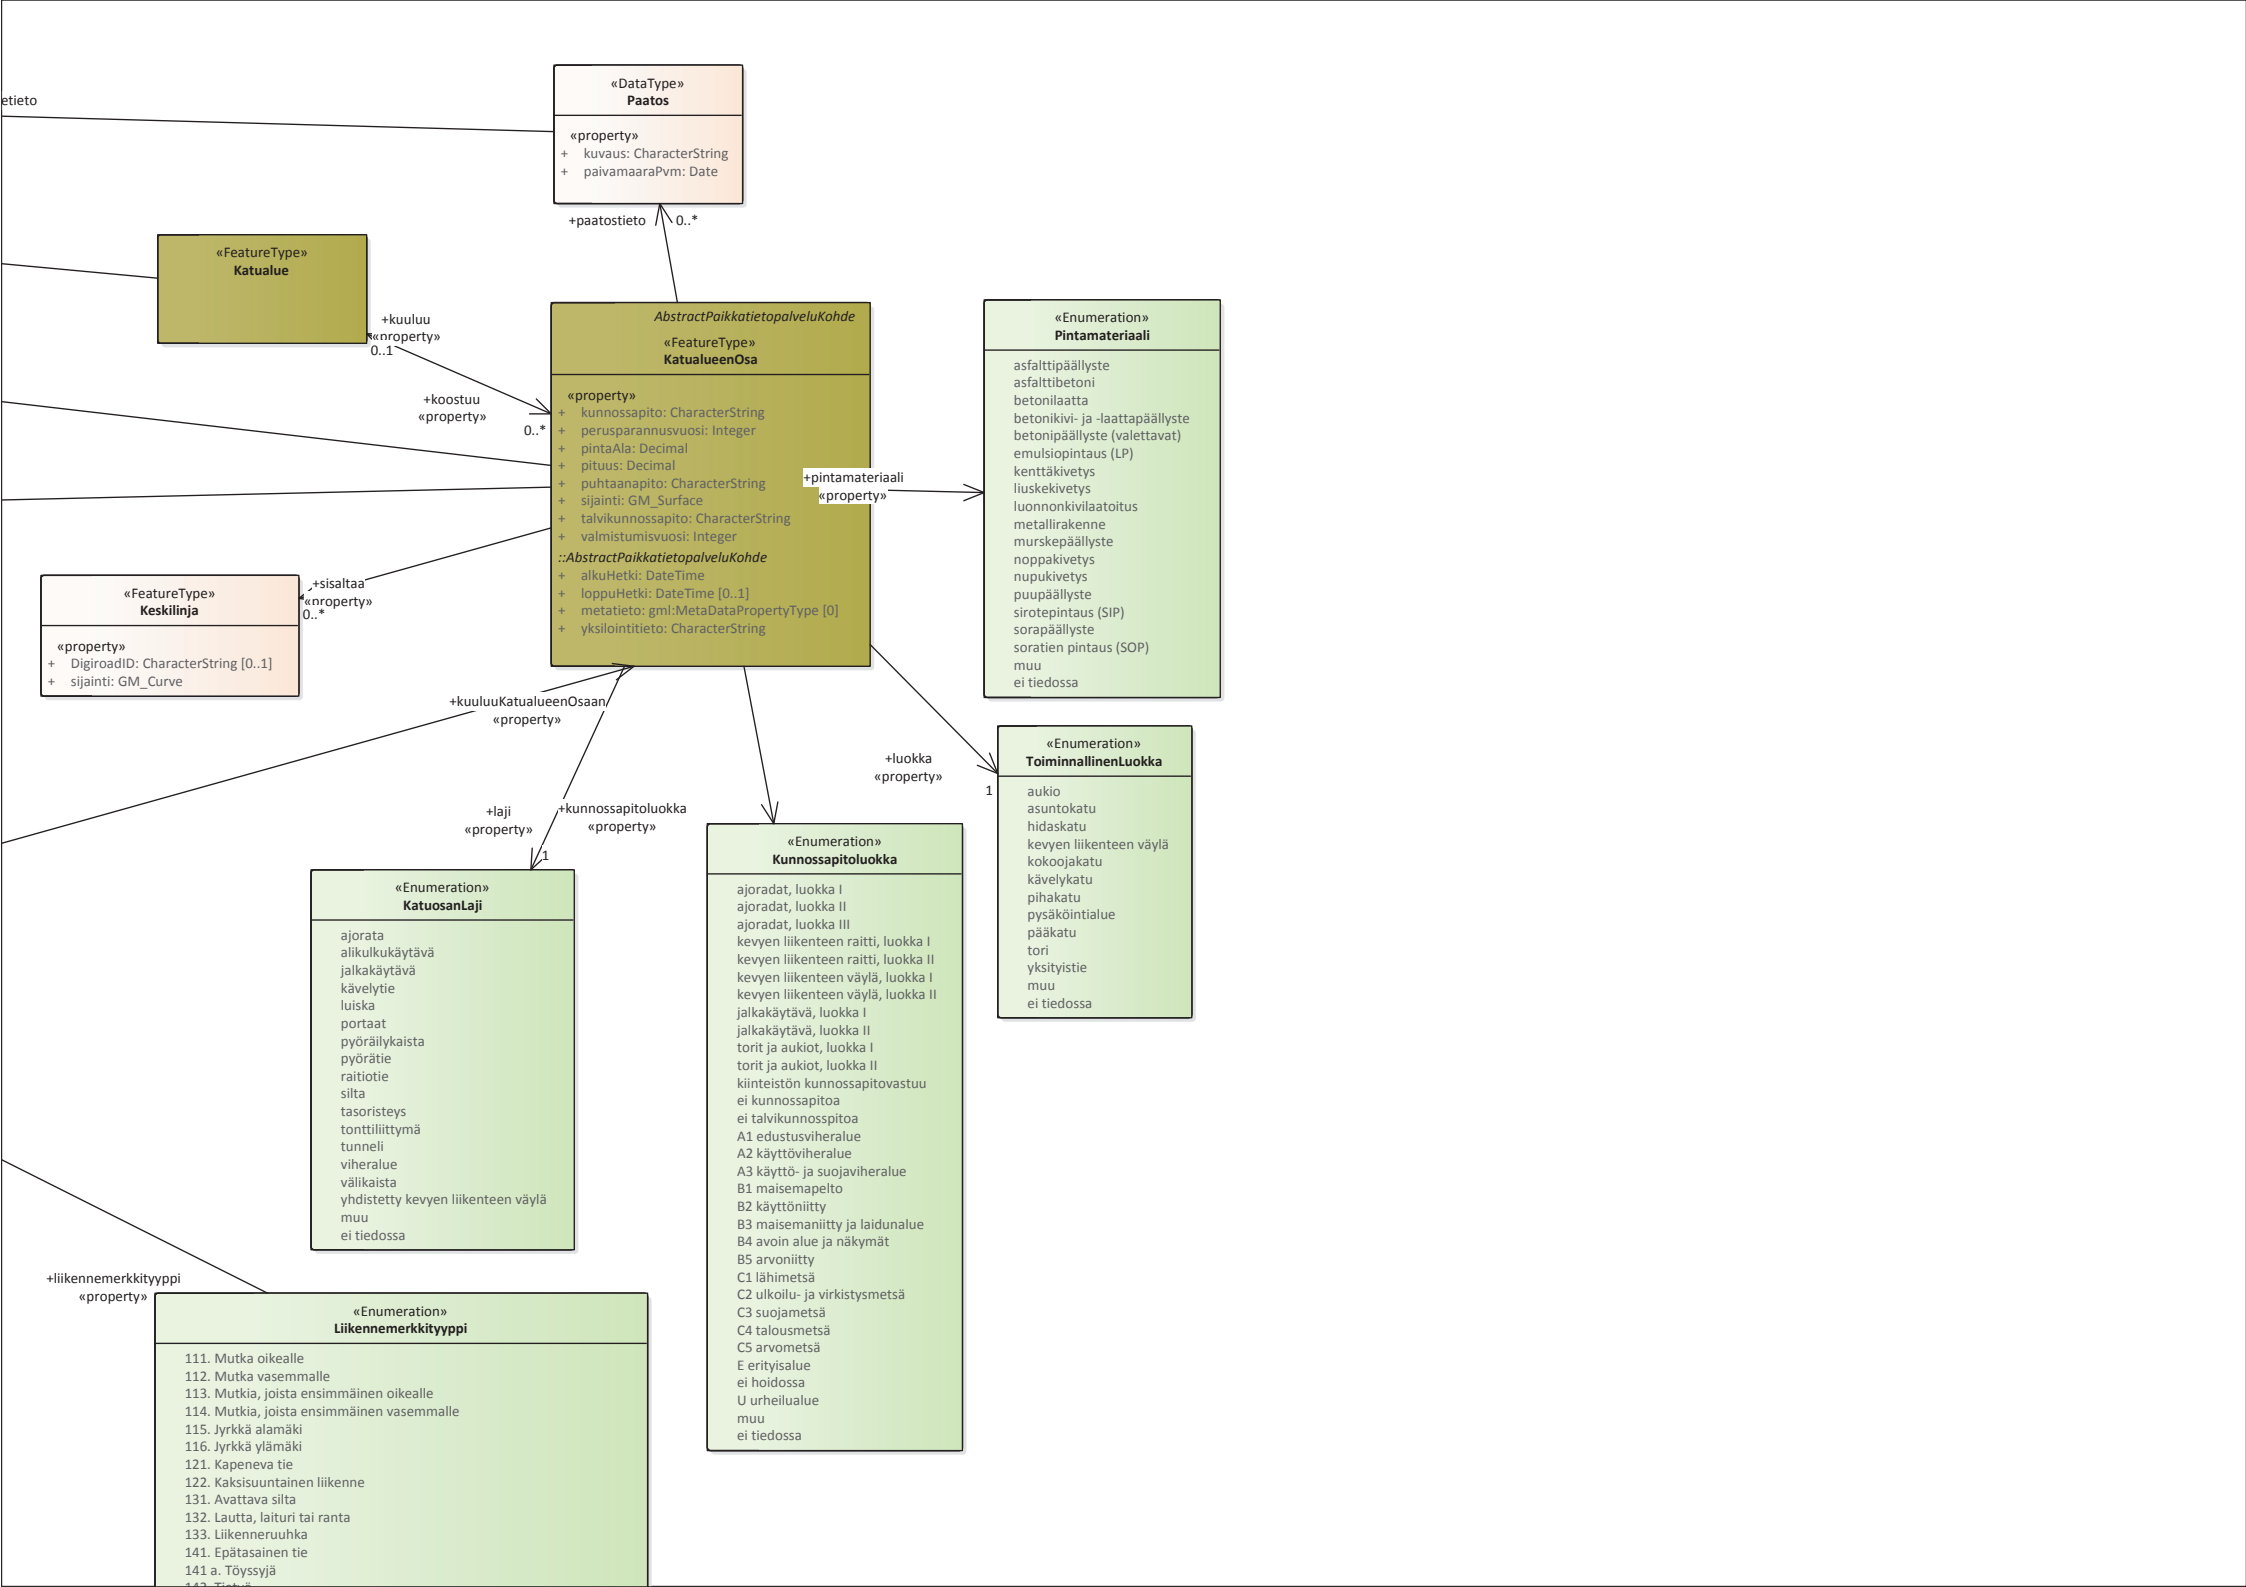 etieto
«DataType»
Paatos
«property»
+ kuvaus: CharacterString
+ paivamaaraPvm: Date
+paatostieto
0..*
«FeatureType»
Katualue
+kuuluu
«property»
0..1
+koostuu
«property»
0..*
AbstractPaikkatietopalveluKohde
«FeatureType»
KatualueenOsa
«property»
+ kunnossapito: CharacterString
+ perusparannusvuosi: Integer
+ pintaAla: Decimal
+ pituus: Decimal
+ puhtaanapito: CharacterString
+ sijainti: GM_Surface
+ talvikunnossapito: CharacterString
+ valmistumisvuosi: Integer
::AbstractPaikkatietopalveluKohde
+ alkuHetki: DateTime
+ loppuHetki: DateTime [0..1]
+ metatieto: gml:MetaDataPropertyType [0]
+ yksilointitieto: CharacterString
+pintamateriaali
«property»
«Enumeration»
Pintamateriaali
asfalttipäällyste
asfalttibetoni
betonilaatta
betonikivi- ja -laattapäällyste
betonipäällyste (valettavat)
emulsiopintaus (LP)
kenttäkivetys
liuskekivetys
luonnonkivilaatoitus
metallirakenne
murskepäällyste
noppakivetys
nupukivetys
puupäällyste
sirotepintaus (SIP)
sorapäällyste
soratien pintaus (SOP)
muu
ei tiedossa
+sisaltaa
«property»
0..*
«FeatureType»
Keskilinja
«property»
+ DigiroadID: CharacterString [0..1]
+ sijainti: GM_Curve
+kuuluuKatualueenOsaan
«property»
+luokka
«property»
1
«Enumeration»
ToiminnallinenLuokka
aukio
asuntokatu
hidaskatu
kevyen liikenteen väylä
kokoojakatu
kävelykatu
pihakatu
pysäköintialue
pääkatu
tori
yksityistie
muu
ei tiedossa
+laji
«property»
1
+kunnossapitoluokka
«property»
«Enumeration»
KatuosanLaji
ajorata
alikulkukäytävä
jalkakäytävä
kävelytie
luiska
portaat
pyöräilykaista
pyörätie
raitiotie
silta
tasoristeys
tonttiliittymä
tunneli
viheralue
välikaista
yhdistetty kevyen liikenteen väylä
muu
ei tiedossa
«Enumeration»
Kunnossapitoluokka
ajoradat, luokka I
ajoradat, luokka II
ajoradat, luokka III
kevyen liikenteen raitti, luokka I
kevyen liikenteen raitti, luokka II
kevyen liikenteen väylä, luokka I
kevyen liikenteen väylä, luokka II
jalkakäytävä, luokka I
jalkakäytävä, luokka II
torit ja aukiot, luokka I
torit ja aukiot, luokka II
kiinteistön kunnossapitovastuu
ei kunnossapitoa
ei talvikunnosspitoa
A1 edustusviheralue
A2 käyttöviheralue
A3 käyttö- ja suojaviheralue
B1 maisemapelto
B2 käyttöniitty
B3 maisemaniitty ja laidunalue
B4 avoin alue ja näkymät
B5 arvoniitty
C1 lähimetsä
C2 ulkoilu- ja virkistysmetsä
C3 suojametsä
C4 talousmetsä
C5 arvometsä
E erityisalue
ei hoidossa
U urheilualue
muu
ei tiedossa
+liikennemerkkityyppi
«property»
«Enumeration»
Liikennemerkkityyppi
111. Mutka oikealle
112. Mutka vasemmalle
113. Mutkia, joista ensimmäinen oikealle
114. Mutkia, joista ensimmäinen vasemmalle
115. Jyrkkä alamäki
116. Jyrkkä ylämäki
121. Kapeneva tie
122. Kaksisuuntainen liikenne
131. Avattava silta
132. Lautta, laituri tai ranta
133. Liikenneruuhka
141. Epätasainen tie
141 a. Töyssyjä